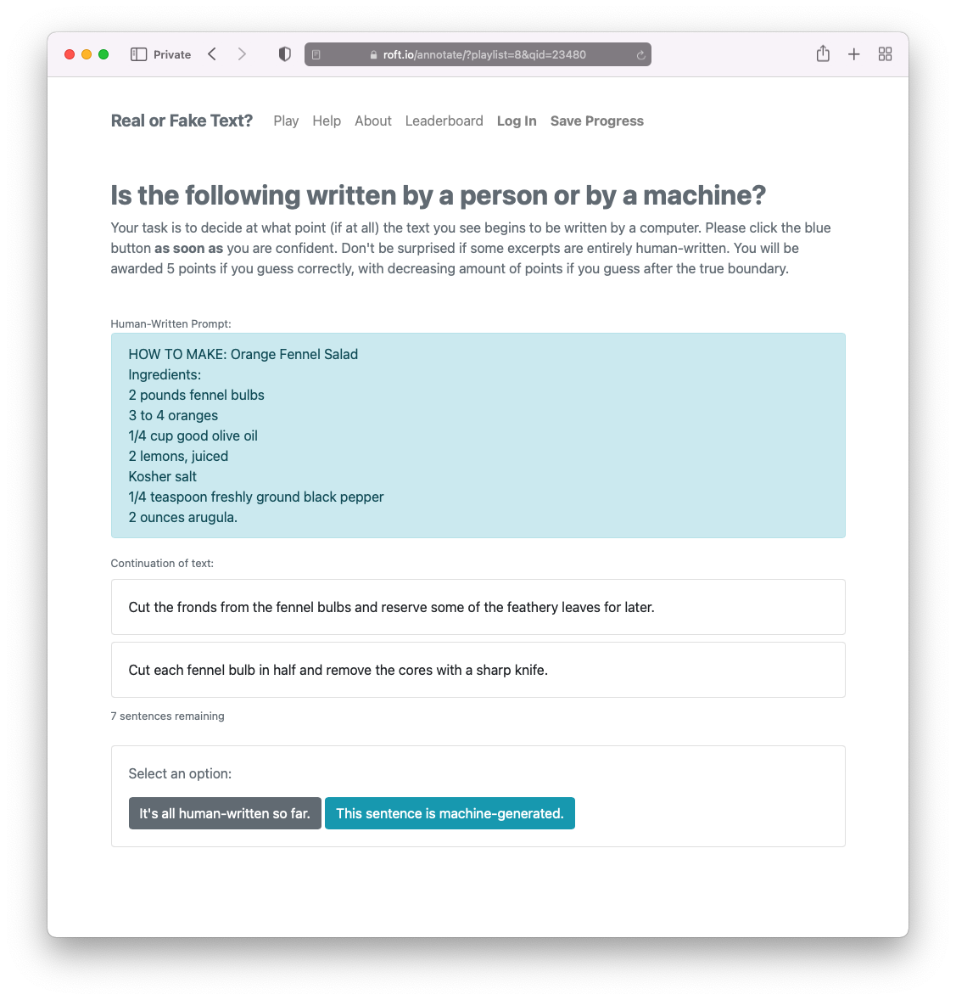 Private
roft.io/annotate/?playlist=8&qid=23480
Real or Fake Text? Play Help About Leaderboard Log In Save Progress
Is the following written by a person or by a machine?
Your task is to decide at what point (if at all) the text you see begins to be written by a computer. Please click the blue
button as soon as you are confident. Don't be surprised if some excerpts are entirely human-written. You will be
awarded 5 points if you guess correctly, with decreasing amount of points if you guess after the true boundary.
Human-Written Prompt:
HOW TO MAKE: Orange Fennel Salad
Ingredients:
2 pounds fennel bulbs
3 to 4 oranges
1/4 cup good olive oil
2 lemons, juiced
Kosher salt
1/4 teaspoon freshly ground black pepper
2 ounces arugula.
Continuation of text:
Cut the fronds from the fennel bulbs and reserve some of the feathery leaves for later.
Cut each fennel bulb in half and remove the cores with a sharp knife.
7 sentences remaining
Select an option:
It's all human-written so far. This sentence is machine-generated.